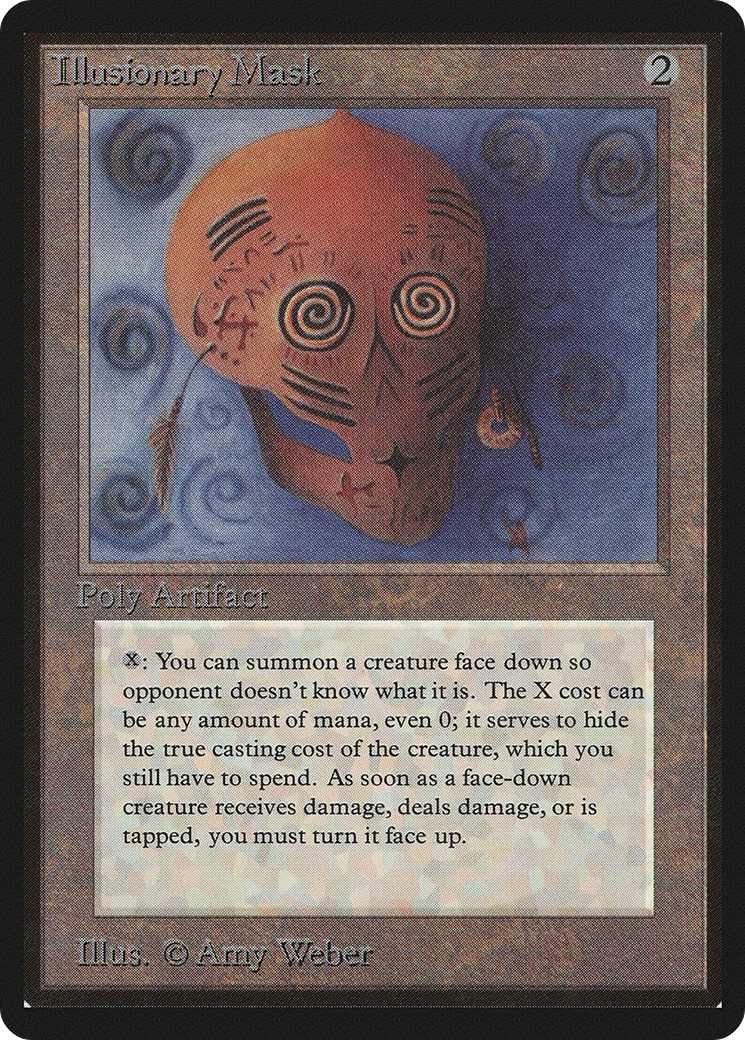 Illusionary Mask 2
Poly Artifact
X: You can summon a creature face down so
opponent doesn't know what it is. The X cost can
be any amount of mana, even 0; it serves to hide
the true casting cost of the creature, which you
still have to spend. As soon as a face-down
creature receives damage, deals damage, or is
tapped, you must turn it face up.
Illus. © Amy Weber